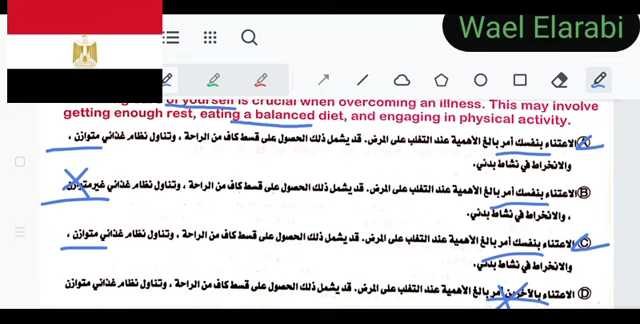 Wael Elarabi
of yourself is crucial when overcoming an illness. This may involve
getting enough rest, eating a balanced diet, and engaging in physical activity.
A الاعتناء بنفسك أمر بالغ الأهمية عند التغلب على المرض. قد يشمل ذلك الحصول على قسط كاف من الراحة ، وتناول نظام غذائي متوازن ،
والانخراط في نشاط بدني.
B الاعتناء بنفسك أمر بالغ الأهمية عند التغلب على المرض. قد يشمل ذلك الحصول على قسط كاف من الراحة ، وتناول نظام غذائي غير متوازن
، والانخراط في نشاط بدني.
C الاعتناء بنفسك أمر بالغ الأهمية عند التغلب على المرض. قد يشمل ذلك الحصول على قسط كاف من الراحة ، وتناول نظام غذائي متوازن ،
والانخراط في نشاط بدني.
D الاعتناء بالآخرين أمر بالغ الأهمية عند التغلب على المرض. قد يشمل ذلك الحصول على قسط كاف من الراحة ، وتناول نظام غذائي متوازن